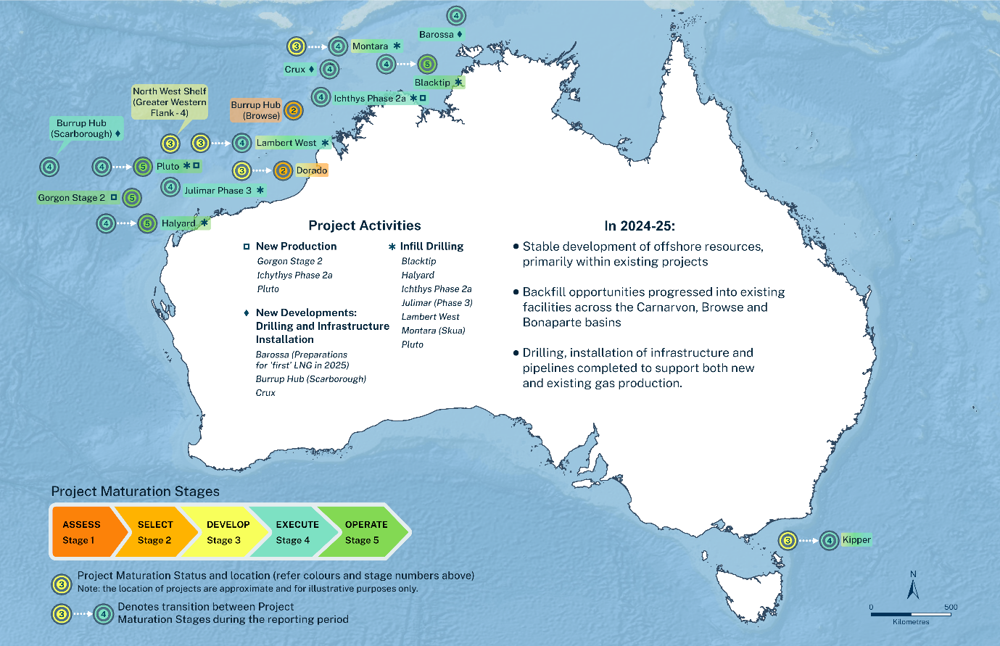 4
Barossa ♦
3 4 Montara *
Crux ♦ 4
4 5
Blacktip *
4 Ichthys Phase 2a *
North West Shelf
(Greater Western
Flank - 4)
Burrup Hub
(Browse)
2
Burrup Hub
(Scarborough) ♦
3
3 4 Lambert West *
4
4 5 Pluto *
3 2 Dorado
4 Julimar Phase 3 *
Gorgon Stage 2 5
4 5 Halyard *
Project Activities
New Production
Gorgon Stage 2
Ichythys Phase 2a
Pluto
♦ New Developments:
Drilling and Infrastructure
Installation
Barossa (Preparations
for 'first' LNG in 2025)
Burrup Hub (Scarborough)
Crux
* Infill Drilling
Blacktip
Halyard
Ichthys Phase 2a
Julimar (Phase 3)
Lambert West
Montara (Skua)
Pluto
In 2024-25:
• Stable development of offshore resources,
primarily within existing projects
• Backfill opportunities progressed into existing
facilities across the Carnarvon, Browse and
Bonaparte basins
• Drilling, installation of infrastructure and
pipelines completed to support both new
and existing gas production.
3 4 Kipper
Project Maturation Stages
ASSESS
Stage 1
SELECT
Stage 2
DEVELOP
Stage 3
EXECUTE
Stage 4
OPERATE
Stage 5
3
Project Maturation Status and location (refer colours and stage numbers above)
Note: the location of projects are approximate and for illustrative purposes only.
3 4
Denotes transition between Project
Maturation Stages during the reporting period
N
0 500
Kilometres